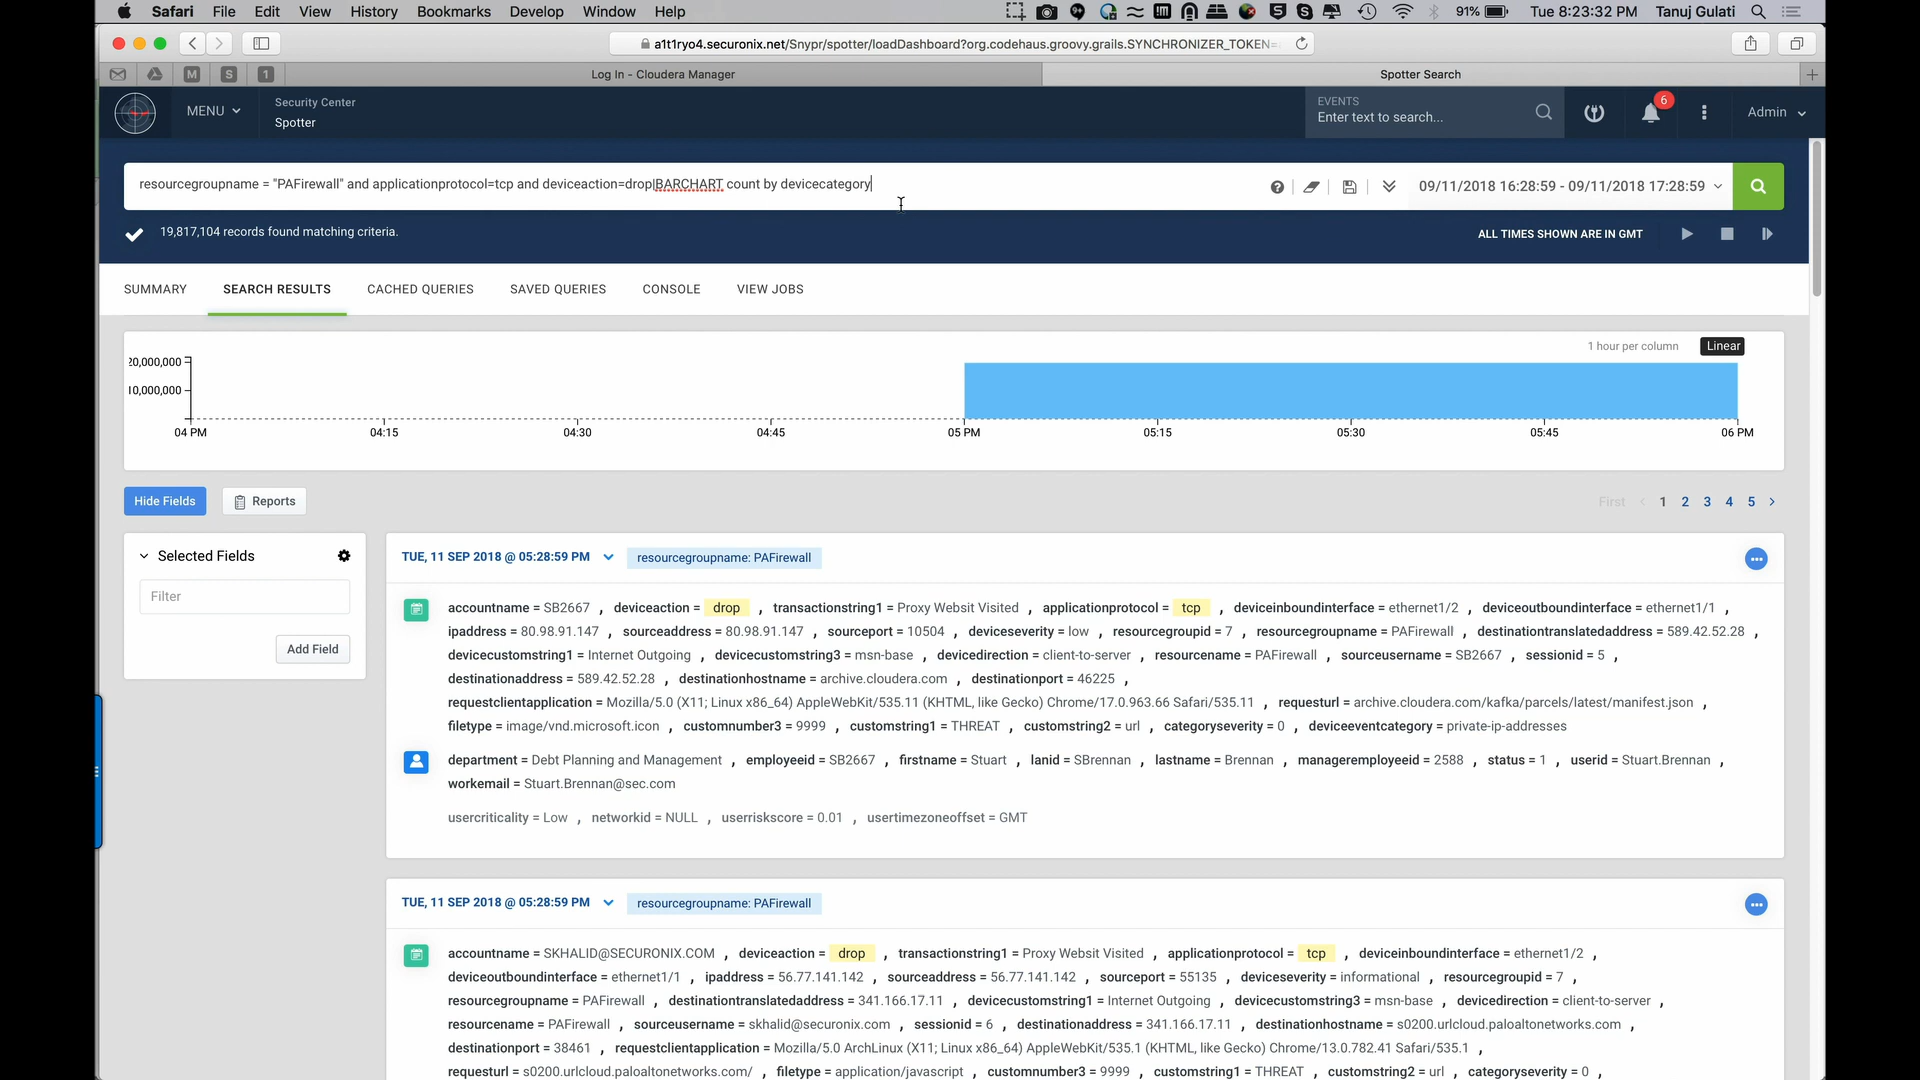 Safari File Edit View History Bookmarks Develop Window Help 91% Tue 8:23:32 PM Tanuj Gulati
a1t1ryo4.securonix.net/Snypr/spotter/loadDashboard?org.codehaus.groovy.grails.SYNCHRONIZER_TOKEN=
M S 1 Log In - Cloudera Manager Spotter Search
MENU Security Center
Spotter
EVENTS
Enter text to search...
6
Admin
resourcegroupname = "PAFirewall" and applicationprotocol=tcp and deviceaction=drop|BARCHART count by devicecategory
09/11/2018 16:28:59 - 09/11/2018 17:28:59
19,817,104 records found matching criteria.
ALL TIMES SHOWN ARE IN GMT
SUMMARY SEARCH RESULTS CACHED QUERIES SAVED QUERIES CONSOLE VIEW JOBS
1 hour per column Linear
20,000,000
10,000,000
04 PM 04:15 04:30 04:45 05 PM 05:15 05:30 05:45 06 PM
Hide Fields Reports First 1 2 3 4 5
Selected Fields
Filter
Add Field
TUE, 11 SEP 2018 @ 05:28:59 PM resourcegroupname: PAFirewall
accountname = SB2667 , deviceaction = drop , transactionstring1 = Proxy Websit Visited , applicationprotocol = tcp , deviceinboundinterface = ethernet1/2 , deviceoutboundinterface = ethernet1/1 ,
ipaddress = 80.98.91.147 , sourceaddress = 80.98.91.147 , sourceport = 10504 , deviceseverity = low , resourcegroupid = 7 , resourcegroupname = PAFirewall , destinationtranslatedaddress = 589.42.52.28 ,
devicecustomstring1 = Internet Outgoing , devicecustomstring3 = msn-base , devicedirection = client-to-server , resourcename = PAFirewall , sourceusername = SB2667 , sessionid = 5 ,
destinationaddress = 589.42.52.28 , destinationhostname = archive.cloudera.com , destinationport = 46225 ,
requestclientapplication = Mozilla/5.0 (X11; Linux x86_64) AppleWebKit/535.11 (KHTML, like Gecko) Chrome/17.0.963.66 Safari/535.11 , requesturl = archive.cloudera.com/kafka/parcels/latest/manifest.json ,
filetype = image/vnd.microsoft.icon , customnumber3 = 9999 , customstring1 = THREAT , customstring2 = url , categoryseverity = 0 , deviceeventcategory = private-ip-addresses
department = Debt Planning and Management , employeeid = SB2667 , firstname = Stuart , lanid = SBrennan , lastname = Brennan , manageremployeeid = 2588 , status = 1 , userid = Stuart.Brennan ,
workemail = Stuart.Brennan@sec.com
usercriticality = Low , networkid = NULL , userriskscore = 0.01 , usertimezoneoffset = GMT
TUE, 11 SEP 2018 @ 05:28:59 PM resourcegroupname: PAFirewall
accountname = SKHALID@SECURONIX.COM , deviceaction = drop , transactionstring1 = Proxy Websit Visited , applicationprotocol = tcp , deviceinboundinterface = ethernet1/2 ,
deviceoutboundinterface = ethernet1/1 , ipaddress = 56.77.141.142 , sourceaddress = 56.77.141.142 , sourceport = 55135 , deviceseverity = informational , resourcegroupid = 7 ,
resourcegroupname = PAFirewall , destinationtranslatedaddress = 341.166.17.11 , devicecustomstring1 = Internet Outgoing , devicecustomstring3 = msn-base , devicedirection = client-to-server ,
resourcename = PAFirewall , sourceusername = skhalid@securonix.com , sessionid = 6 , destinationaddress = 341.166.17.11 , destinationhostname = s0200.urlcloud.paloaltonetworks.com ,
destinationport = 38461 , requestclientapplication = Mozilla/5.0 ArchLinux (X11; Linux x86_64) AppleWebKit/535.1 (KHTML, like Gecko) Chrome/13.0.782.41 Safari/535.1 ,
requesturl = s0200.urlcloud.paloaltonetworks.com/ , filetype = application/javascript , customnumber3 = 9999 , customstring1 = THREAT , customstring2 = url , categoryseverity = 0 ,